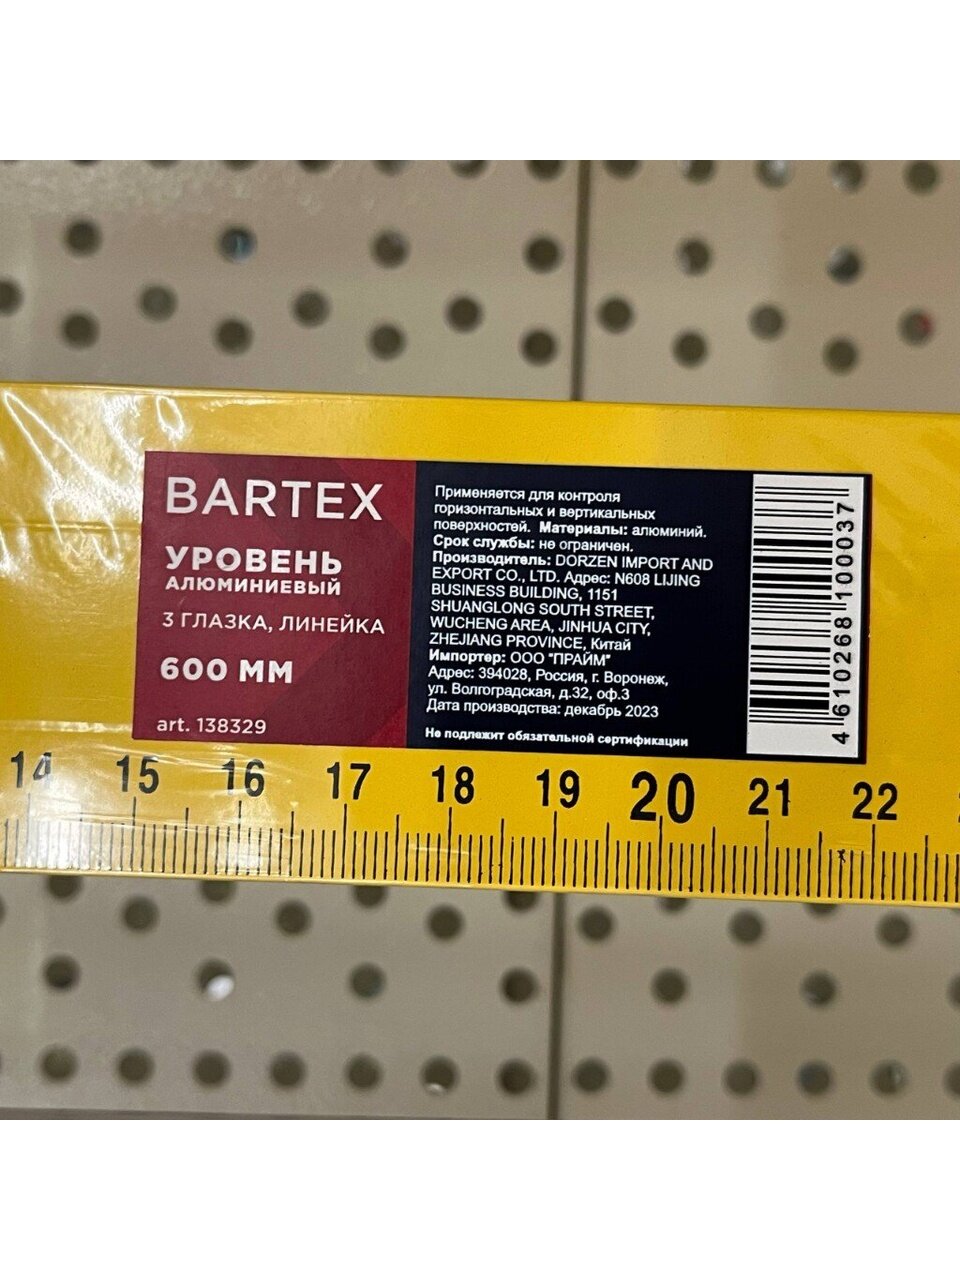 BARTEX
УРОВЕНЬ
АЛЮМИНИЕВЫЙ
3 ГЛАЗКА, ЛИНЕЙКА
600 ММ
art. 138329
Применяется для контроля
горизонтальных и вертикальных
поверхностей. Материалы: алюминий.
Срок службы: не ограничен.
Производитель: DORZEN IMPORT AND
EXPORT CO., LTD. Адрес: N608 LIJING
BUSINESS BUILDING, 1151
SHUANGLONG SOUTH STREET,
WUCHENG AREA, JINHUA CITY,
ZHEJIANG PROVINCE, Китай
Импортер: ООО "ПРАЙМ"
Адрес: 394028, Россия, г. Воронеж,
ул. Волгоградская, д.32, оф.3
Дата производства: декабрь 2023
Не подлежит обязательной сертификации
4 610268 100037
14 15 16 17 18 19 20 21 22